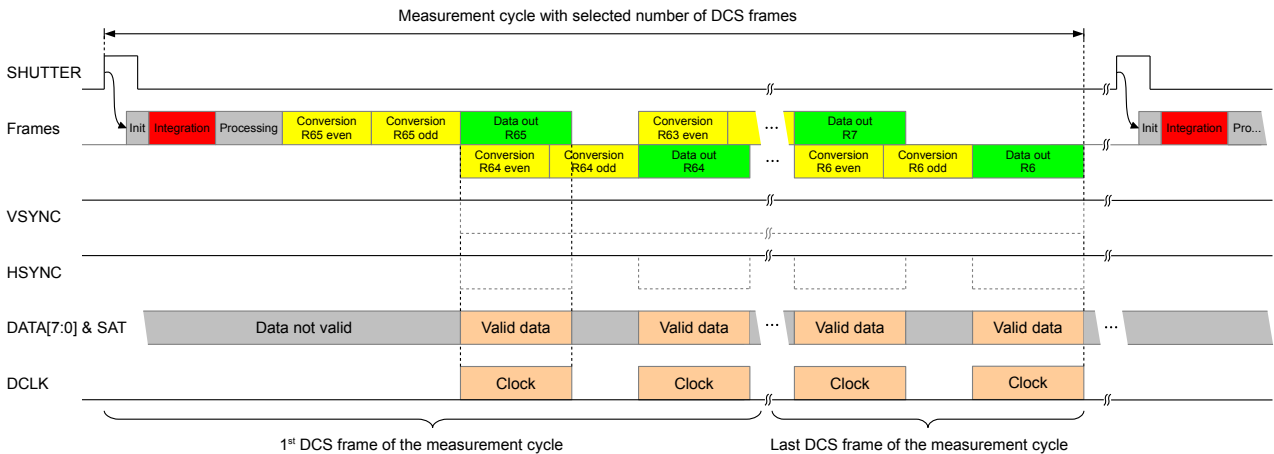 Measurement cycle with selected number of DCS frames
SHUTTER
Frames
Init
Integration
Processing
Conversion
R65 even
Conversion
R65 odd
Data out
R65
Conversion
R63 even
...
Data out
R7
Init
Integration
Pro...
Conversion
R64 even
Conversion
R64 odd
Data out
R64
...
Conversion
R6 even
Conversion
R6 odd
Data out
R6
VSYNC
HSYNC
DATA[7:0] & SAT
Data not valid
Valid data
Valid data
...
Valid data
Valid data
...
DCLK
Clock
Clock
Clock
Clock
1st DCS frame of the measurement cycle
Last DCS frame of the measurement cycle